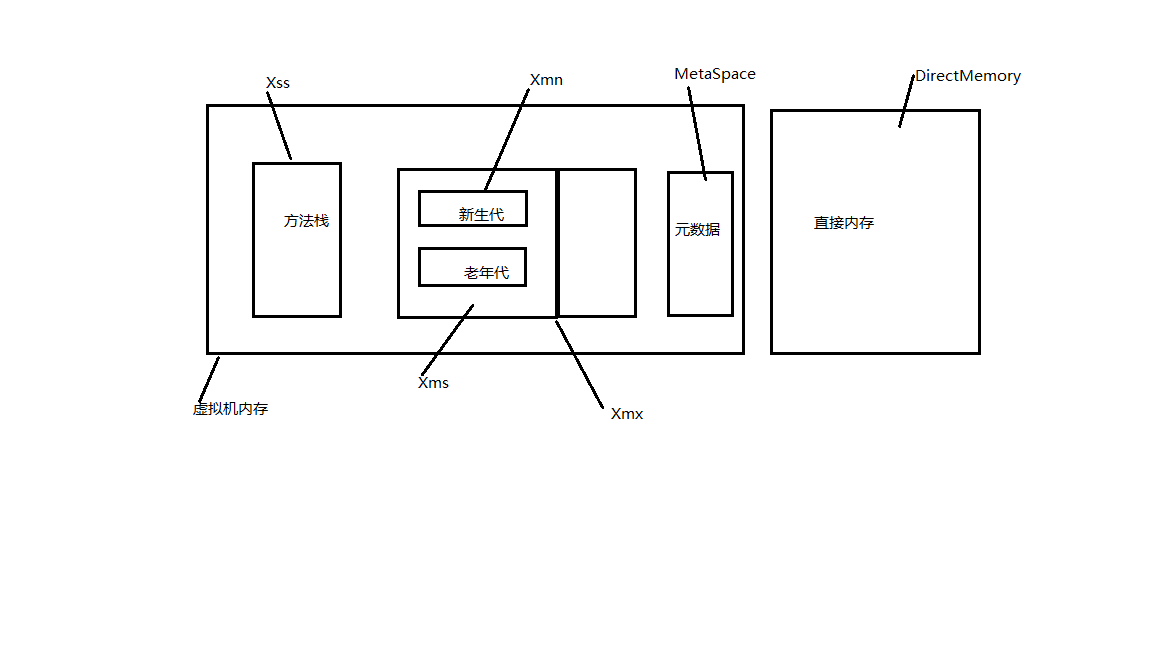 Xss
Xmn
MetaSpace
DirectMemory
方法栈
新生代
元数据
直接内存
老年代
Xms
虚拟机内存
Xmx